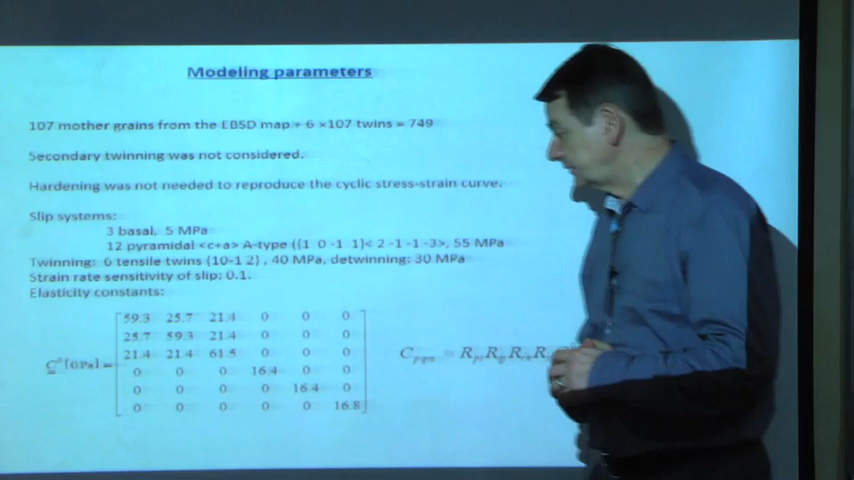 Modeling parameters
107 mother grains from the EBSD map + 6 ×107 twins = 749
Secondary twinning was not considered.
Hardening was not needed to reproduce the cyclic stress-strain curve.
Slip systems:
3 basal, 5 MPa
12 pyramidal <c+a> A-type ({1 0 -1 1}< 2 -1 -1 -3>, 55 MPa
Twinning: 6 tensile twins (10-1 2) , 40 MPa, detwinning: 30 MPa
Strain rate sensitivity of slip: 0.1.
Elasticity constants:
59.3 25.7 21.4 0 0 0
25.7 59.3 21.4 0 0 0
21.4 21.4 61.5 0 0 0
[GPa]=
0 0 0 16.4 0 0
0 0 0 0 16.4 0
0 0 0 0 0 16.8